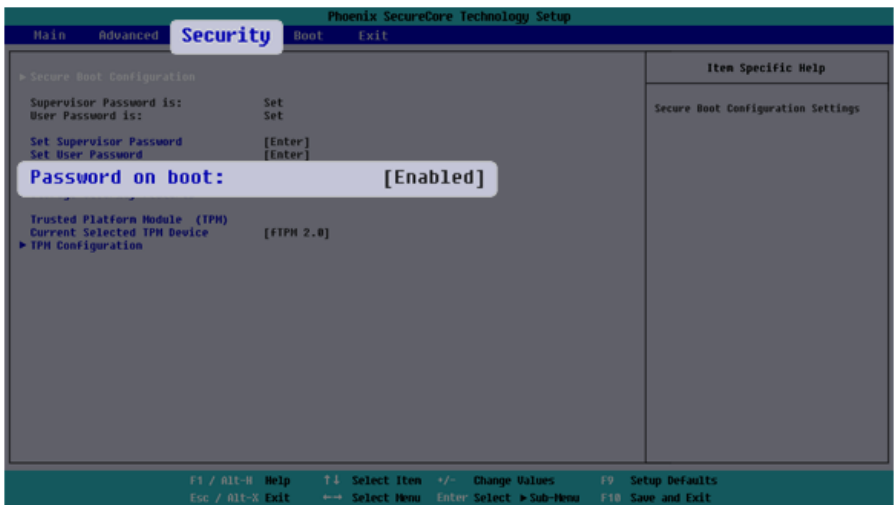 Phoenix SecureCore Technology Setup
Main Advanced Security Boot Exit
▶ Secure Boot Configuration
Item Specific Help
Supervisor Password is: Set
User Password is: Set
Secure Boot Configuration Settings
Set Supervisor Password [Enter]
Set User Password [Enter]
Password on boot: [Enabled]
Trusted Platform Module (TPM)
Current Selected TPM Device [fTPM 2.0]
▶ TPM Configuration
F1 / Alt-H Help ↑↓ Select Item +/- Change Values F9 Setup Defaults
Esc / Alt-X Exit ←→ Select Menu Enter Select ▶ Sub-Menu F10 Save and Exit